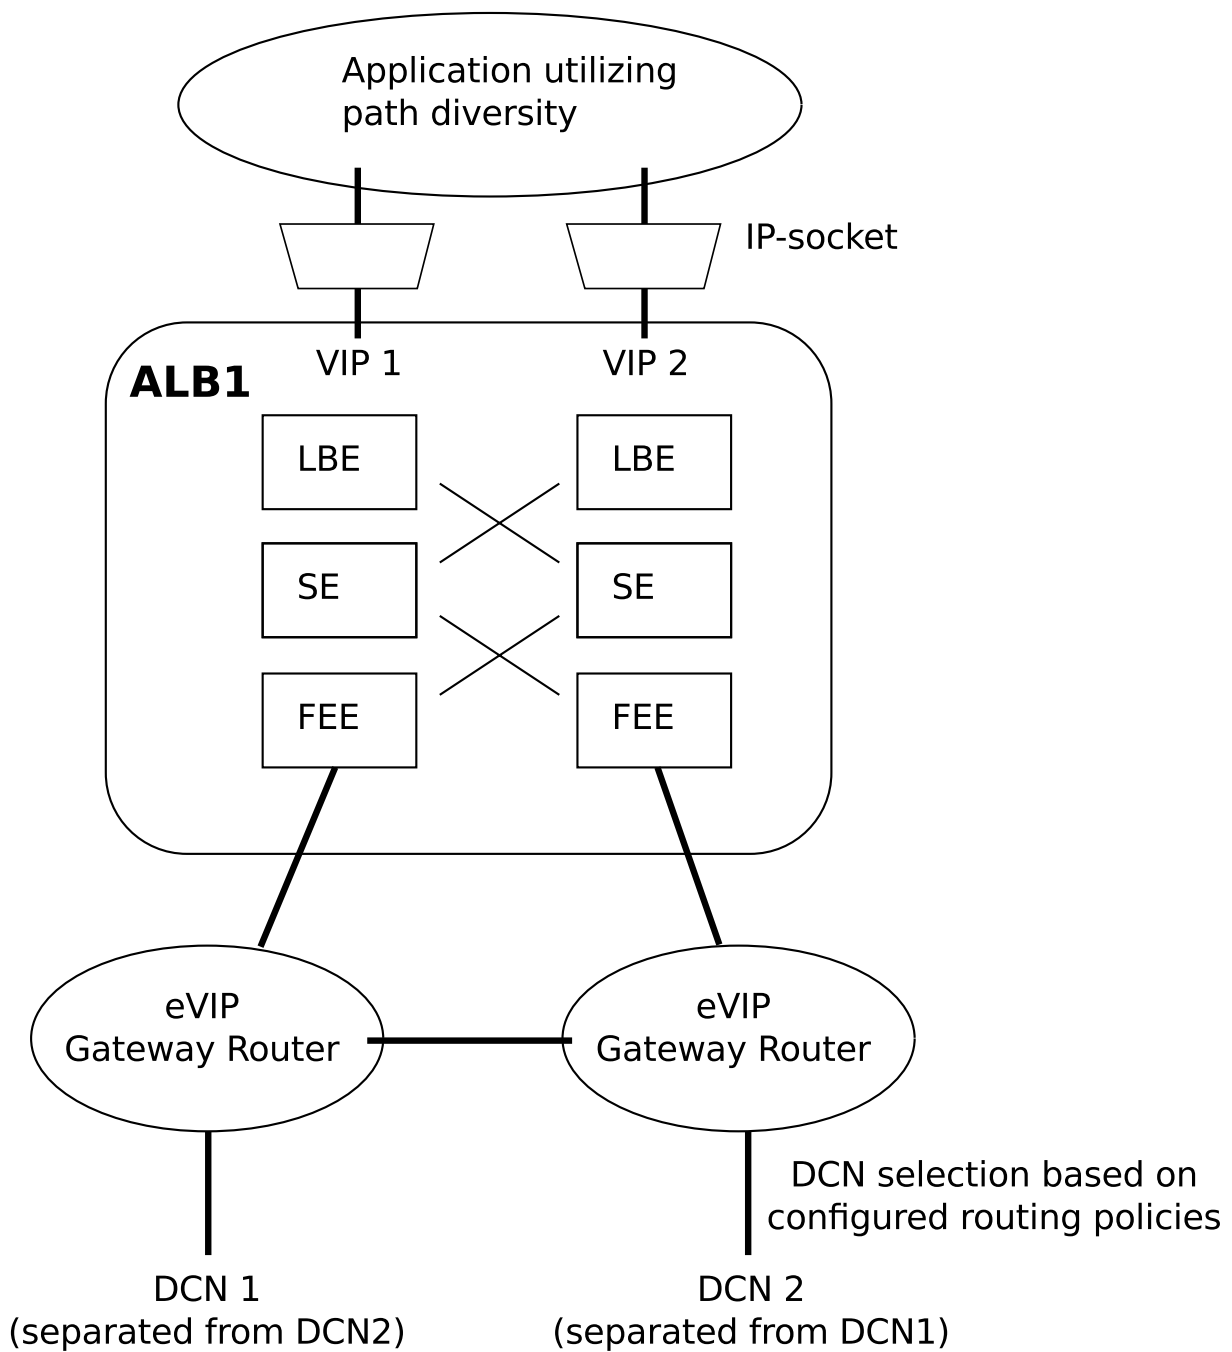 Application utilizing
path diversity
IP-socket
VIP 1
VIP 2
ALB1
LBE
LBE
SE
SE
FEE
FEE
eVIP
Gateway Router
eVIP
Gateway Router
DCN selection based on
configured routing policies
DCN 1
(separated from DCN2)
DCN 2
(separated from DCN1)